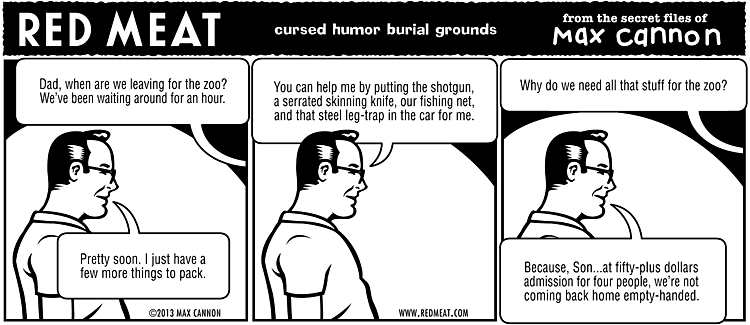 RED MEAT
cursed humor burial grounds
from the secret files of
Max Cannon
Dad, when are we leaving for the zoo?
We've been waiting around for an hour.
Pretty soon. I just have a
few more things to pack.
©2013 MAX CANNON
You can help me by putting the shotgun,
a serrated skinning knife, our fishing net,
and that steel leg-trap in the car for me.
WWW.REDMEAT.COM
Why do we need all that stuff for the zoo?
Because, Son...at fifty-plus dollars
admission for four people, we're not
coming back home empty-handed.